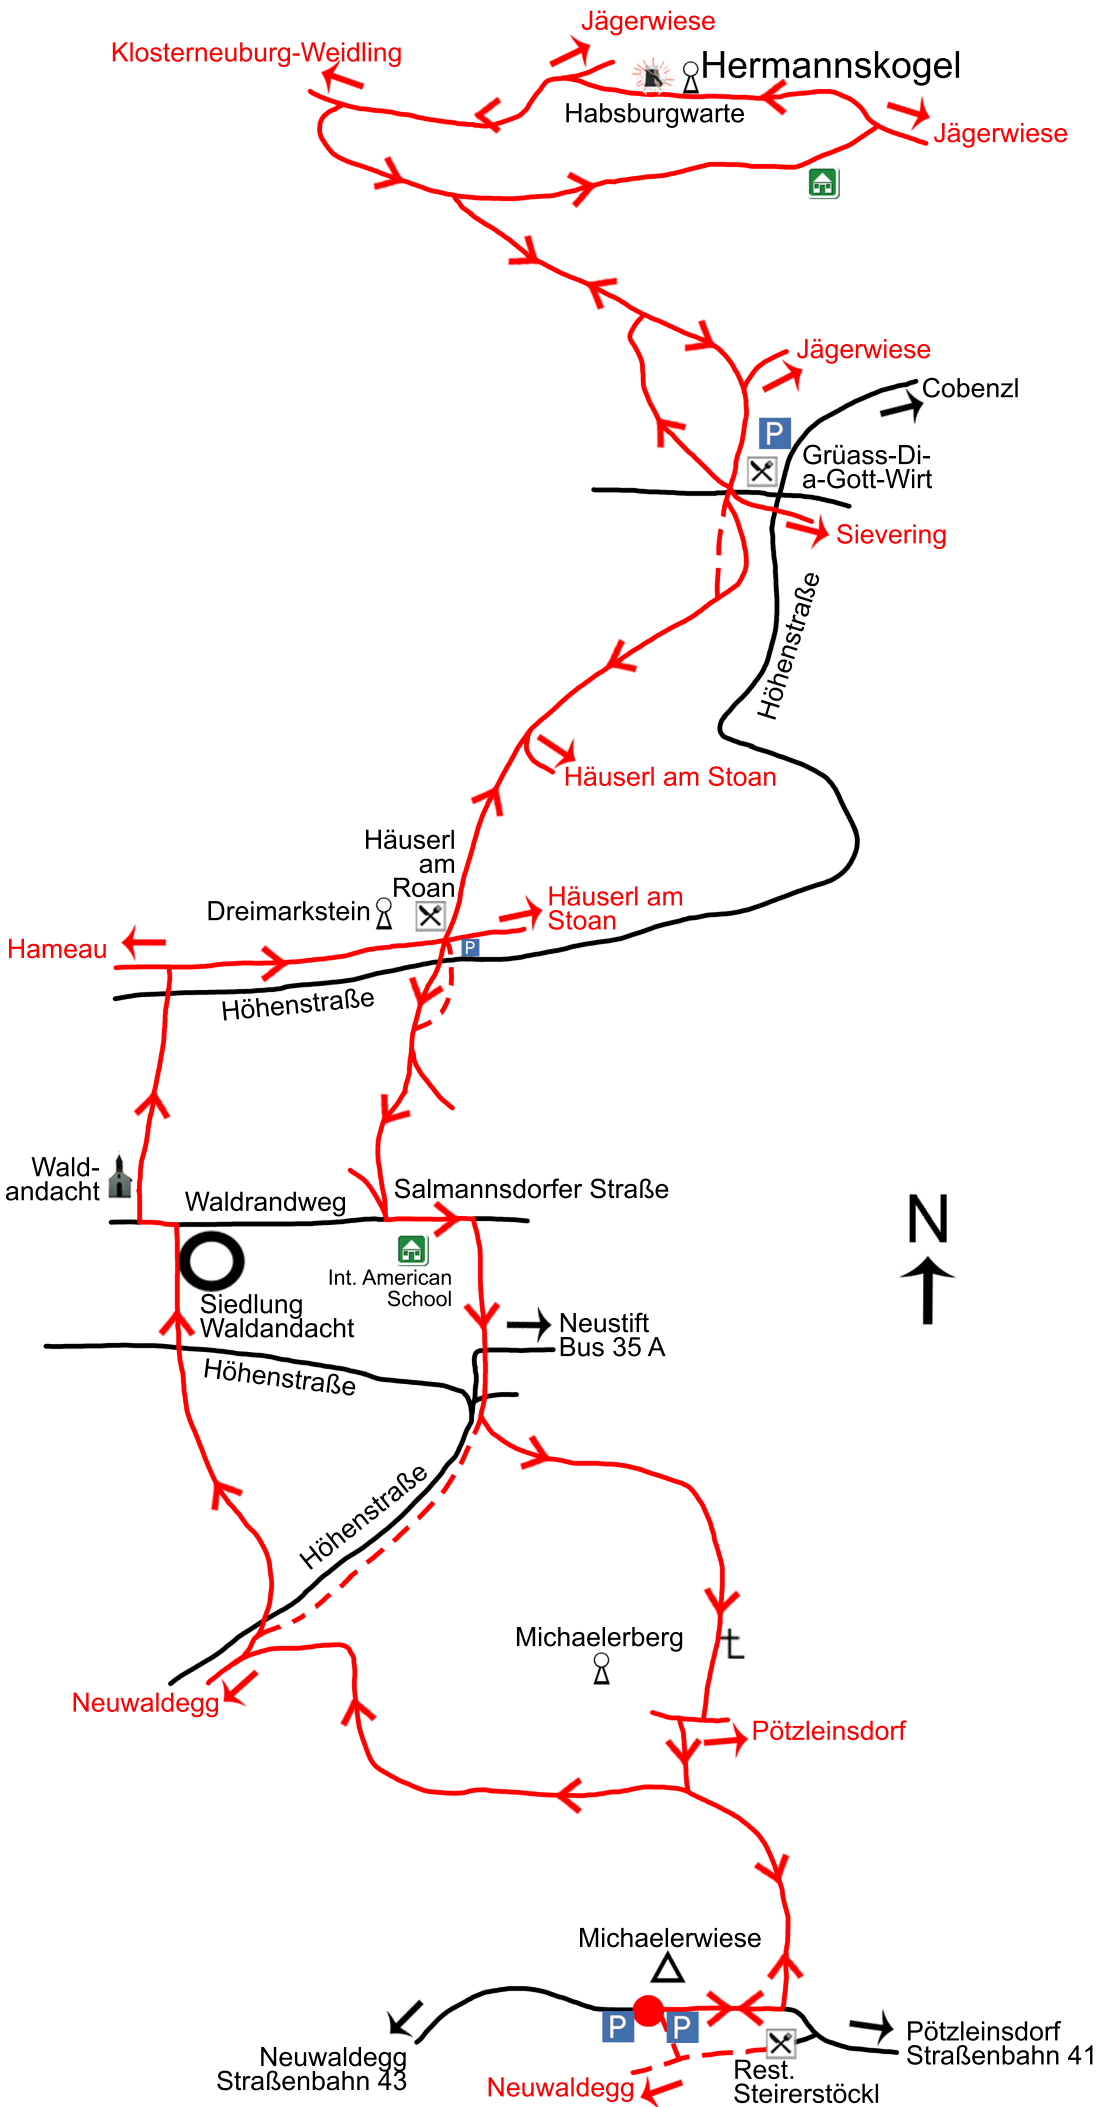 Jägerwiese
Klosterneuburg-Weidling
Hermannskogel
Habsburgwarte
Jägerwiese
Jägerwiese
Cobenzl
P
Grüass-Di-
a-Gott-Wirt
Sievering
Höhenstraße
Häuserl am Stoan
Häuserl
am
Roan
Dreimarkstein
Häuserl am
Stoan
Hameau
P
Höhenstraße
Wald-
andacht
Waldrandweg
Salmannsdorfer Straße
N
Int. American
School
Siedlung
Waldandacht
Neustift
Bus 35 A
Höhenstraße
Höhenstraße
Michaelerberg
Neuwaldegg
Pötzleinsdorf
Michaelerwiese
P
P
Pötzleinsdorf
Straßenbahn 41
Neuwaldegg
Straßenbahn 43
Rest.
Steirerstöckl
Neuwaldegg